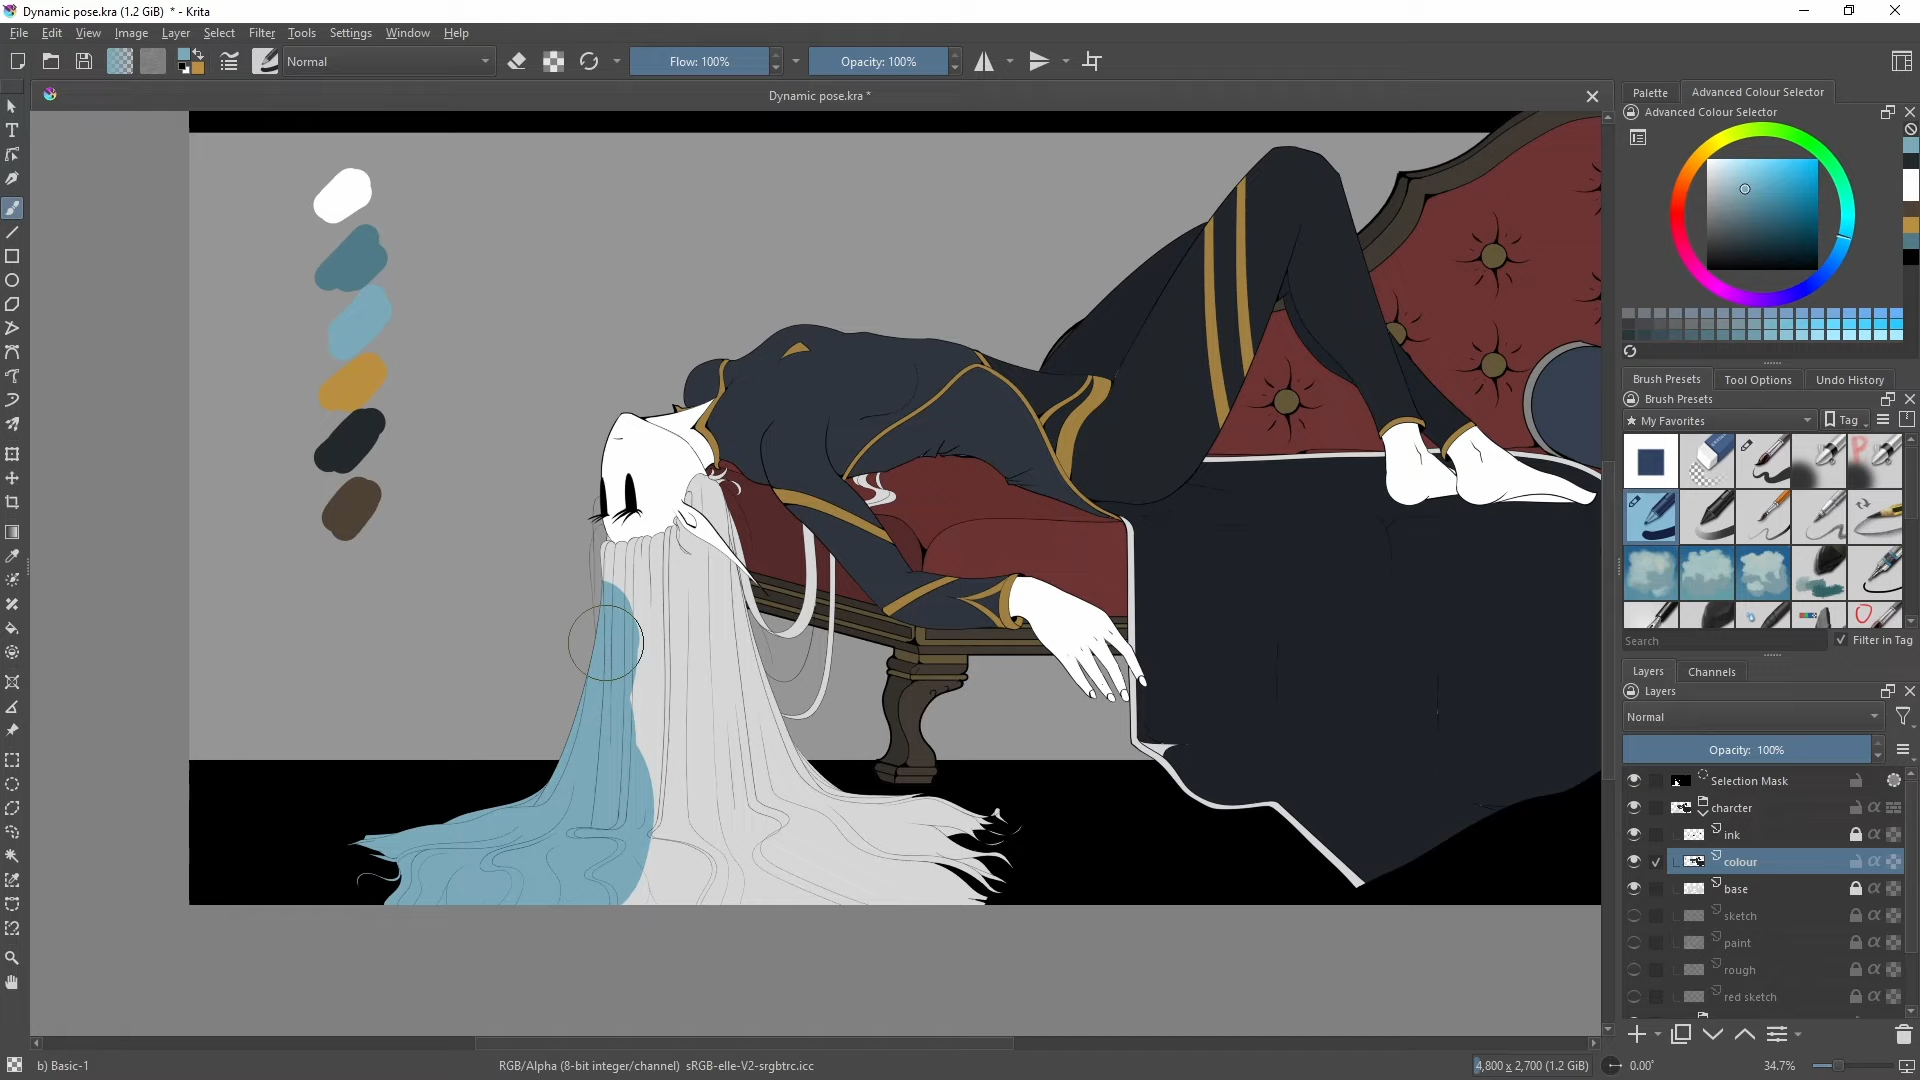 Dynamic pose.kra (1.2 GiB) * - Krita
File Edit View Image Layer Select Filter Tools Settings Window Help
Normal
Flow: 100%
Opacity: 100%
Dynamic pose.kra *
Palette
Advanced Colour Selector
Advanced Colour Selector
Brush Presets
Tool Options
Undo History
Brush Presets
My Favorites
Tag
Search
Filter in Tag
Layers
Channels
Layers
Normal
Opacity: 100%
Selection Mask
charcter
ink
colour
base
sketch
paint
rough
red sketch
b) Basic-1
RGB/Alpha (8-bit integer/channel) sRGB-elle-V2-srgbtrc.icc
4,800 x 2,700 (1.2 GiB)
0.00°
34.7%